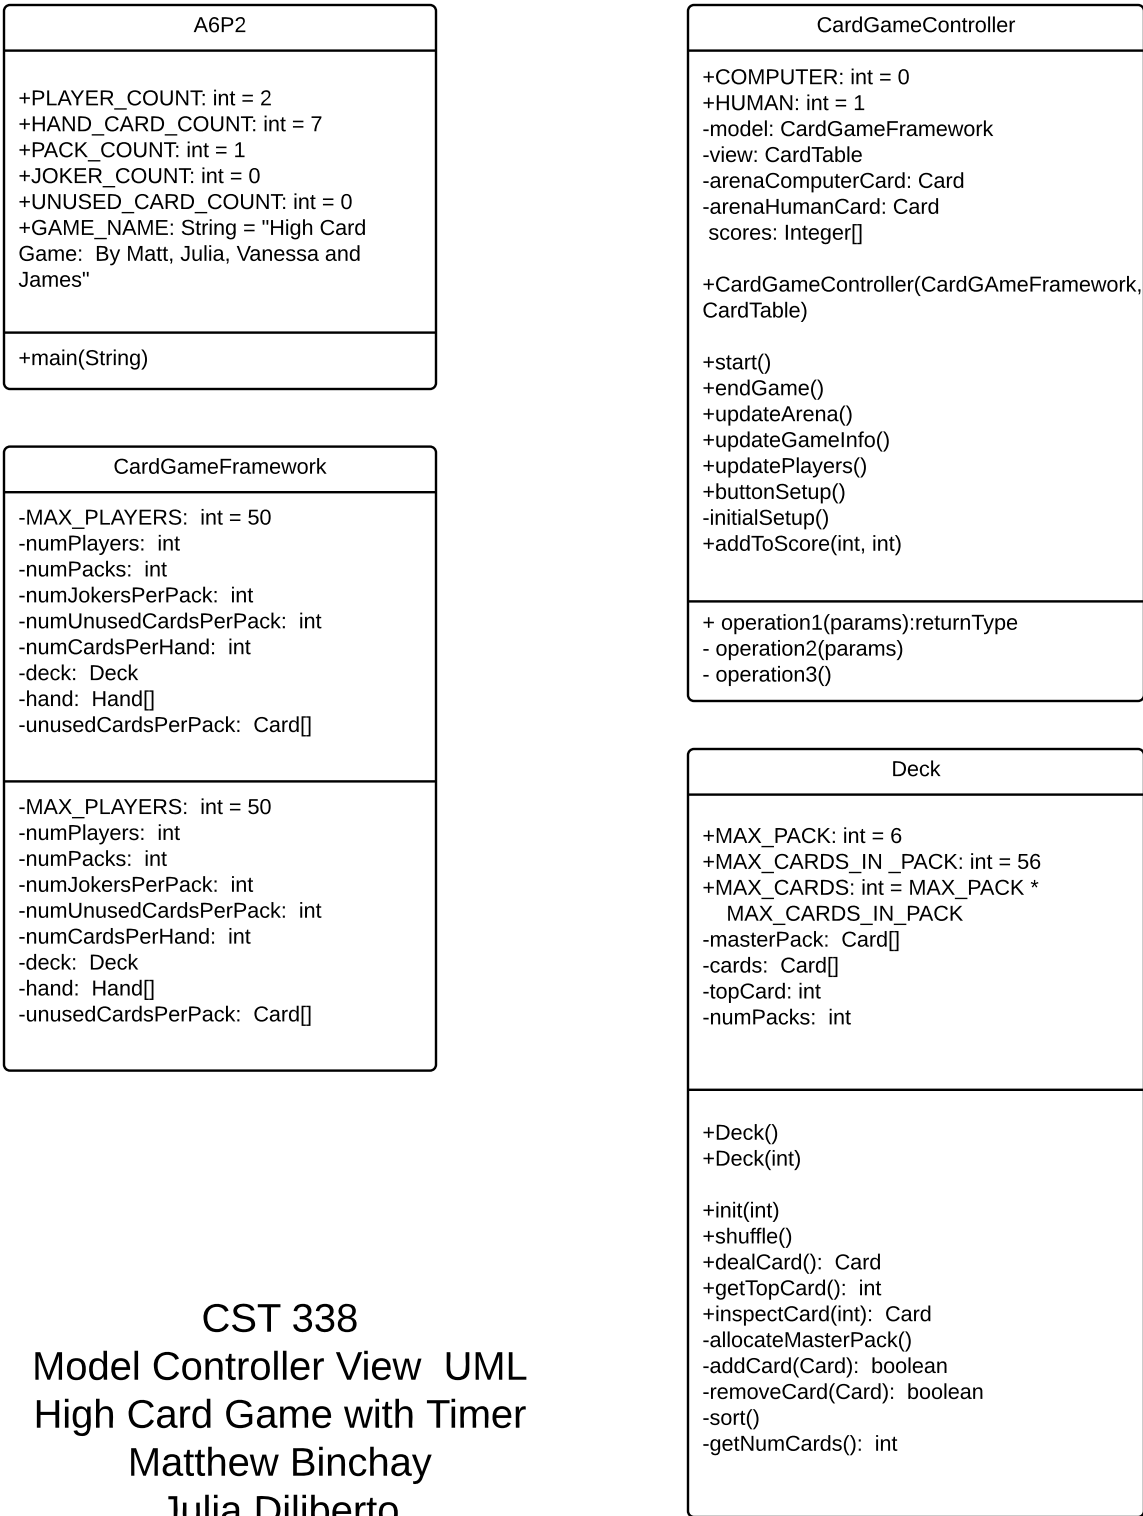 A6P2
+PLAYER_COUNT: int = 2
+HAND_CARD_COUNT: int = 7
+PACK_COUNT: int = 1
+JOKER_COUNT: int = 0
+UNUSED_CARD_COUNT: int = 0
+GAME_NAME: String = "High Card
Game:  By Matt, Julia, Vanessa and
James"
+main(String)
CardGameFramework
-MAX_PLAYERS:  int = 50
-numPlayers:  int
-numPacks:  int
-numJokersPerPack:  int
-numUnusedCardsPerPack:  int
-numCardsPerHand:  int
-deck:  Deck
-hand:  Hand[]
-unusedCardsPerPack:  Card[]
-MAX_PLAYERS:  int = 50
-numPlayers:  int
-numPacks:  int
-numJokersPerPack:  int
-numUnusedCardsPerPack:  int
-numCardsPerHand:  int
-deck:  Deck
-hand:  Hand[]
-unusedCardsPerPack:  Card[]
CST 338
Model Controller View  UML
High Card Game with Timer
Matthew Binchay
Julia Diliberto
CardGameController
+COMPUTER: int = 0
+HUMAN: int = 1
-model: CardGameFramework
-view: CardTable
-arenaComputerCard: Card
-arenaHumanCard: Card
scores: Integer[]
+CardGameController(CardGAmeFramework,
CardTable)
+start()
+endGame()
+updateArena()
+updateGameInfo()
+updatePlayers()
+buttonSetup()
-initialSetup()
+addToScore(int, int)
+ operation1(params):returnType
- operation2(params)
- operation3()
Deck
+MAX_PACK: int = 6
+MAX_CARDS_IN _PACK: int = 56
+MAX_CARDS: int = MAX_PACK *
MAX_CARDS_IN_PACK
-masterPack:  Card[]
-cards:  Card[]
-topCard: int
-numPacks:  int
+Deck()
+Deck(int)
+init(int)
+shuffle()
+dealCard():  Card
+getTopCard():  int
+inspectCard(int):  Card
-allocateMasterPack()
-addCard(Card):  boolean
-removeCard(Card):  boolean
-sort()
-getNumCards():  int